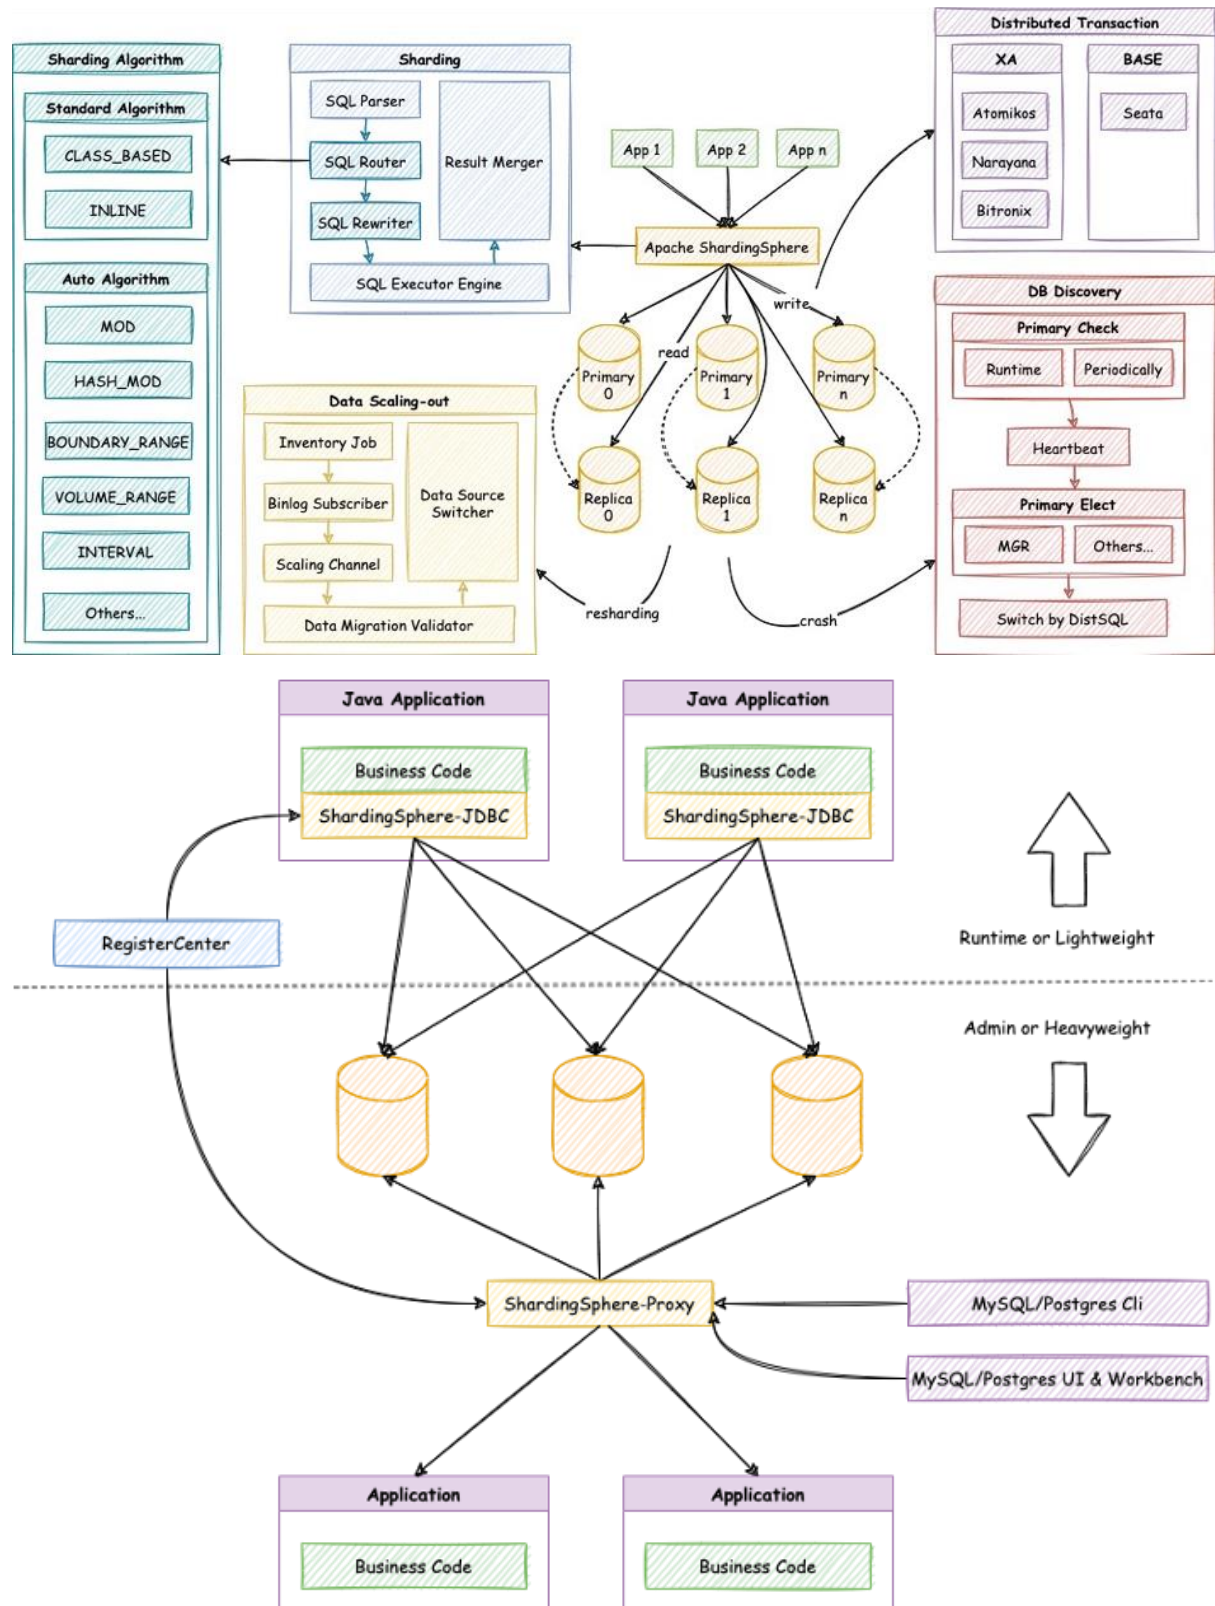 Sharding Algorithm
Standard Algorithm
CLASS_BASED
INLINE
Auto Algorithm
MOD
HASH_MOD
BOUNDARY_RANGE
VOLUME_RANGE
INTERVAL
Others...
Sharding
SQL Parser
SQL Router
SQL Rewriter
Result Merger
SQL Executor Engine
Data Scaling-out
Inventory Job
Binlog Subscriber
Scaling Channel
Data Source
Switcher
Data Migration Validator
App 1
App 2
App n
Apache ShardingSphere
write
read
Primary
0
Primary
1
Primary
n
Replica
0
Replica
1
Replica
n
resharding
crash
Distributed Transaction
XA
Atomikos
Narayana
Bitronix
BASE
Seata
DB Discovery
Primary Check
Runtime
Periodically
Heartbeat
Primary Elect
MGR
Others...
Switch by DistSQL
Java Application
Business Code
ShardingSphere-JDBC
Java Application
Business Code
ShardingSphere-JDBC
RegisterCenter
Runtime or Lightweight
Admin or Heavyweight
ShardingSphere-Proxy
MySQL/Postgres Cli
MySQL/Postgres UI & Workbench
Application
Business Code
Application
Business Code